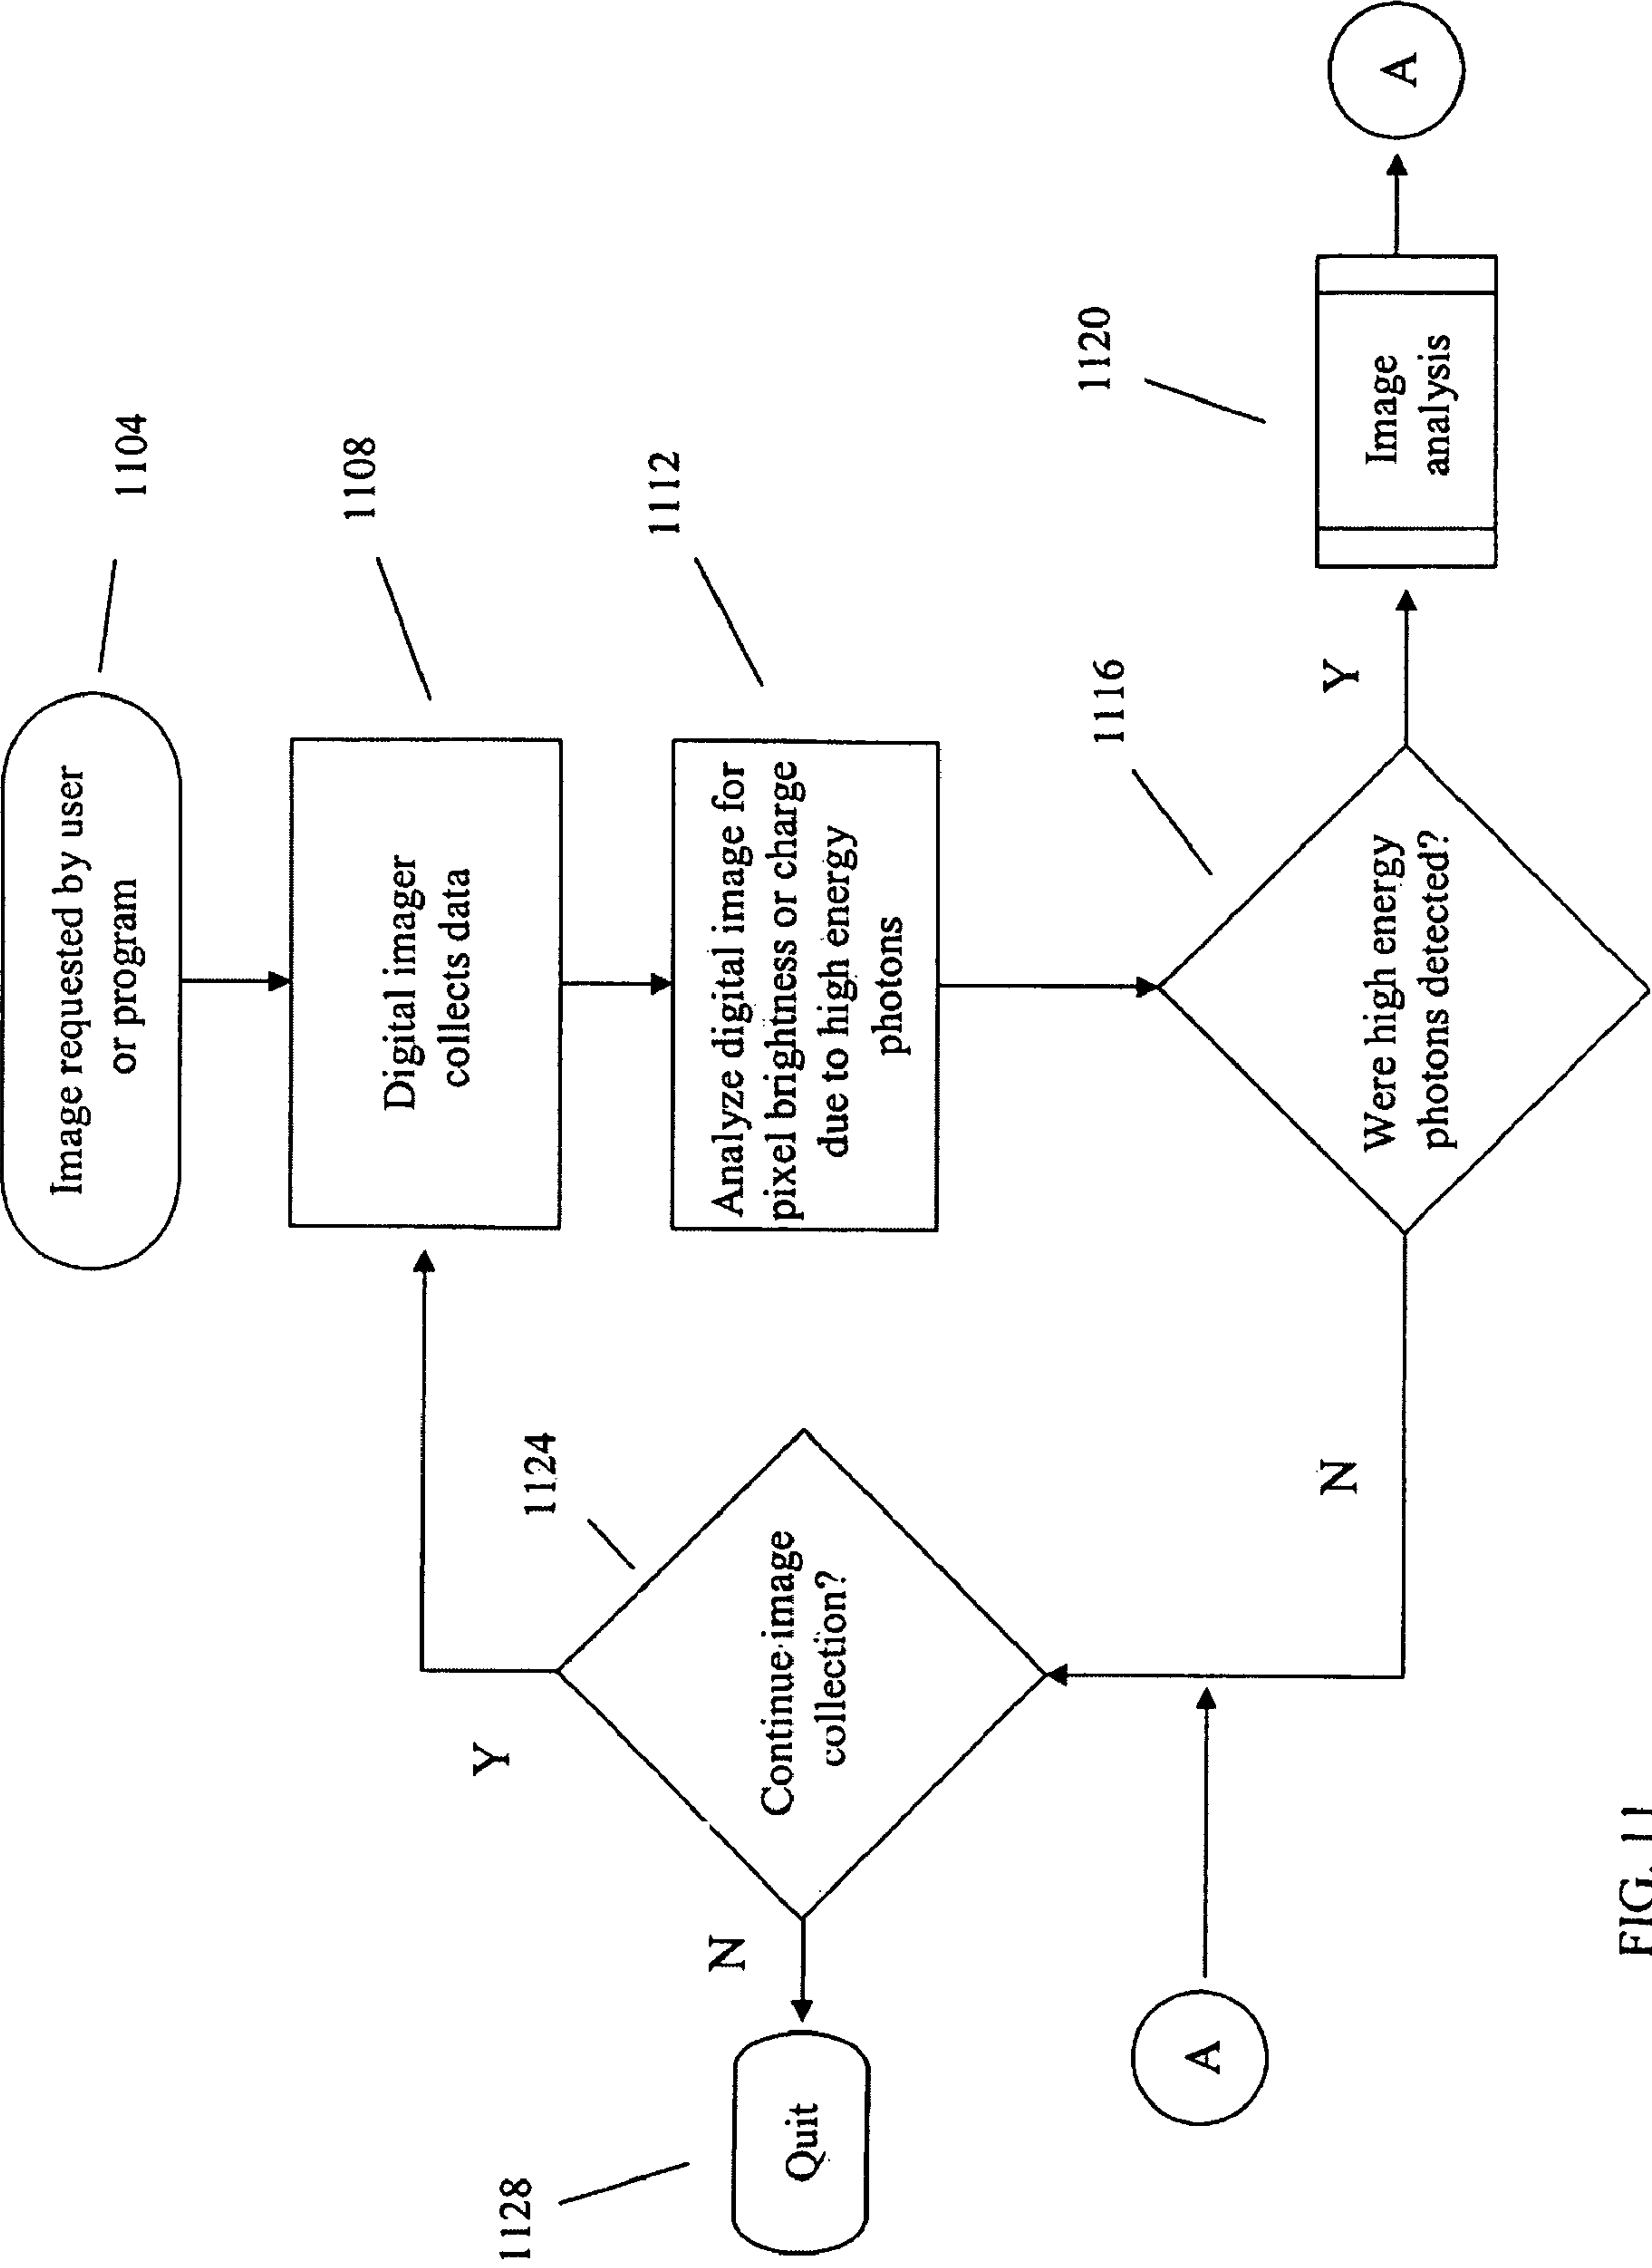 Image requested by user
or program
1104
Digital imager
collects data
1108
Analyze digital image for
pixel brightness or charge
due to high energy
photons
1112
Were high energy
photons detected?
1116
Y
Image
analysis
1120
A
N
Continue image
collection?
1124
Y
N
Quit
1128
A
FIG. 11